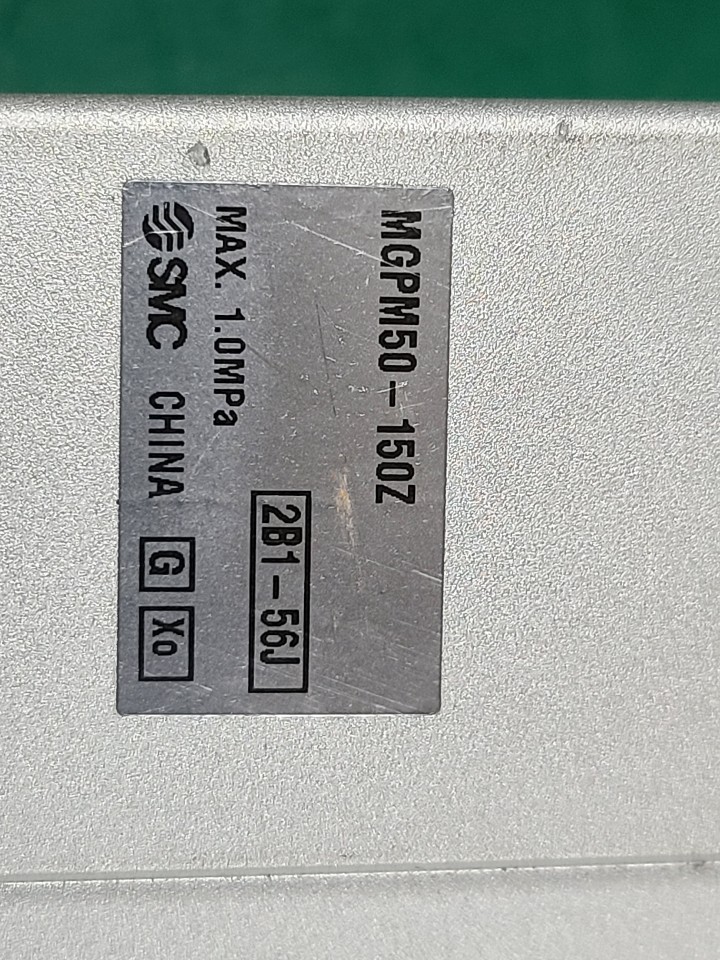 MGPM50-150Z
2B1-56J
MAX. 1.0MPa
SMC CHINA G Xo